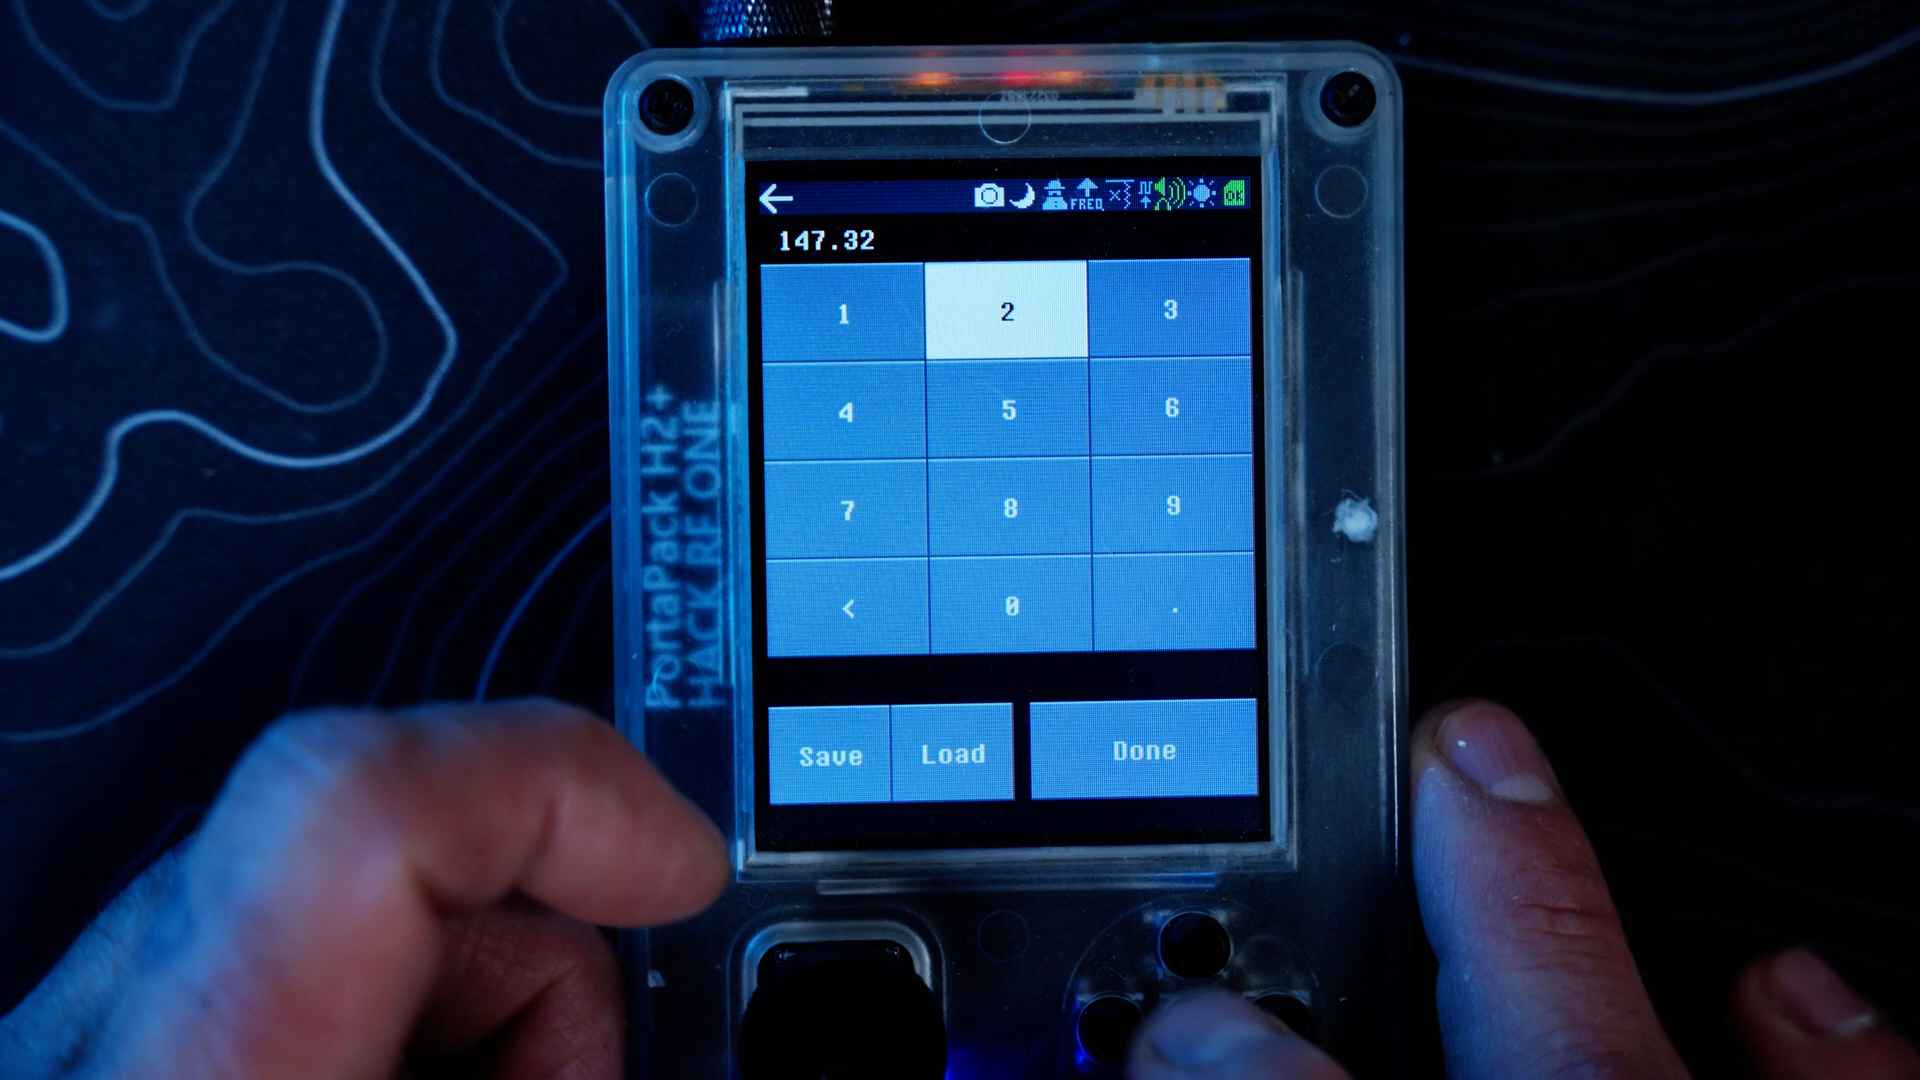 FREQ
147.32
1 2 3
4 5 6
7 8 9
< 0 .
Save Load Done
PortaPack H2+
HACK RF ONE